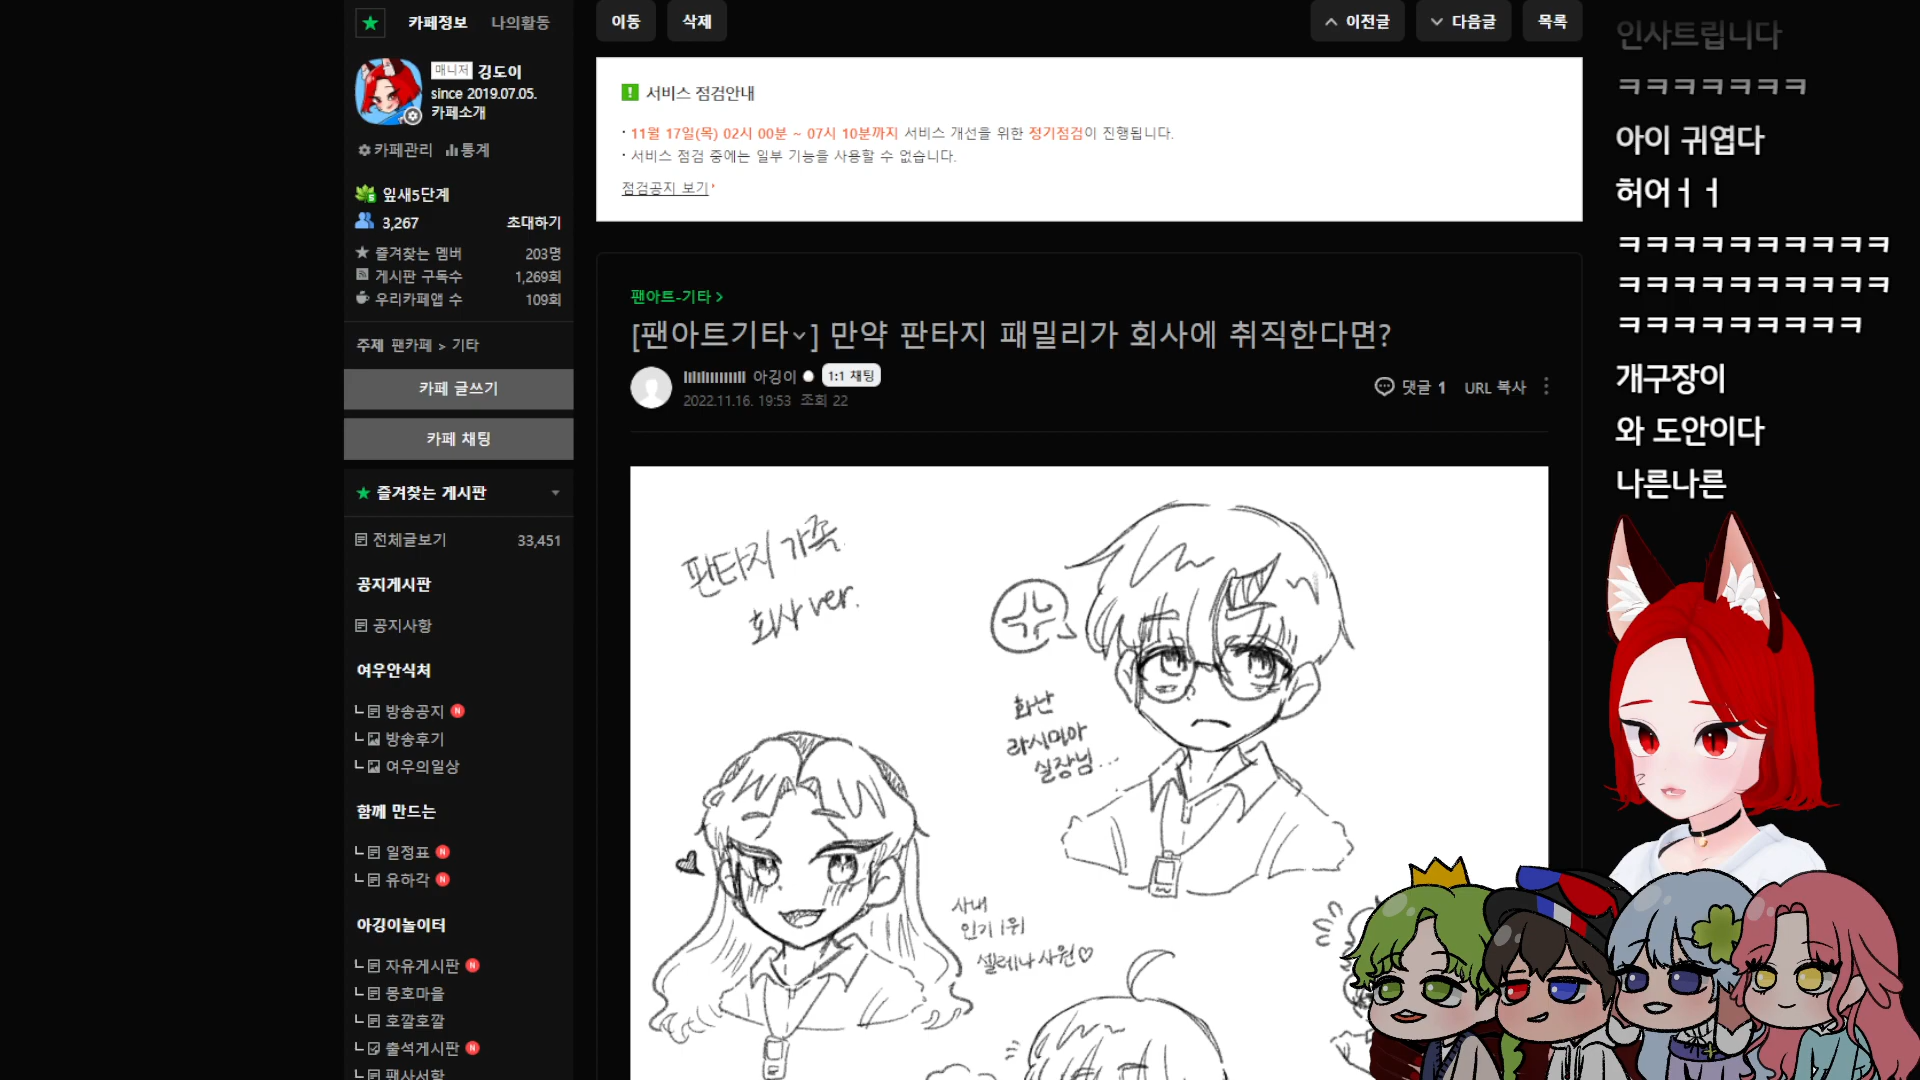 카페정보 나의활동
매니저 깅도이
since 2019.07.05.
카페소개
카페관리 통계
잎새5단계
3,267 초대하기
즐겨찾는 멤버 203명
게시판 구독수 1,269회
우리카페앱 수 109회
주제 팬카페 > 기타
카페 글쓰기
카페 채팅
즐겨찾는 게시판
전체글보기 33,451
공지게시판
공지사항
여우안식처
방송공지 N
방송후기
여우의일상
함께 만드는
일정표 N
유하각 N
아깅이놀이터
자유게시판 N
몽호마을
호깔호깔
출석게시판 N
팬사서함
이동 삭제 이전글 다음글 목록
서비스 점검안내
· 11월 17일(목) 02시 00분 ~ 07시 10분까지 서비스 개선을 위한 정기점검이 진행됩니다.
· 서비스 점검 중에는 일부 기능을 사용할 수 없습니다.
점검공지 보기
팬아트-기타 >
[팬아트기타] 만약 판타지 패밀리가 회사에 취직한다면?
아깅이 1:1 채팅
2022.11.16. 19:53 조회 22
댓글 1 URL 복사
판타지 가족
회사 ver.
화난
라시메아
실장님...
사내
인기 1위
셀레나 사원♡
인사트립니다
ㅋㅋㅋㅋㅋㅋㅋ
아이 귀엽다
허어ㅓㅓ
ㅋㅋㅋㅋㅋㅋㅋㅋㅋㅋ
ㅋㅋㅋㅋㅋㅋㅋㅋㅋㅋ
ㅋㅋㅋㅋㅋㅋㅋㅋㅋ
개구장이
와 도안이다
나른나른